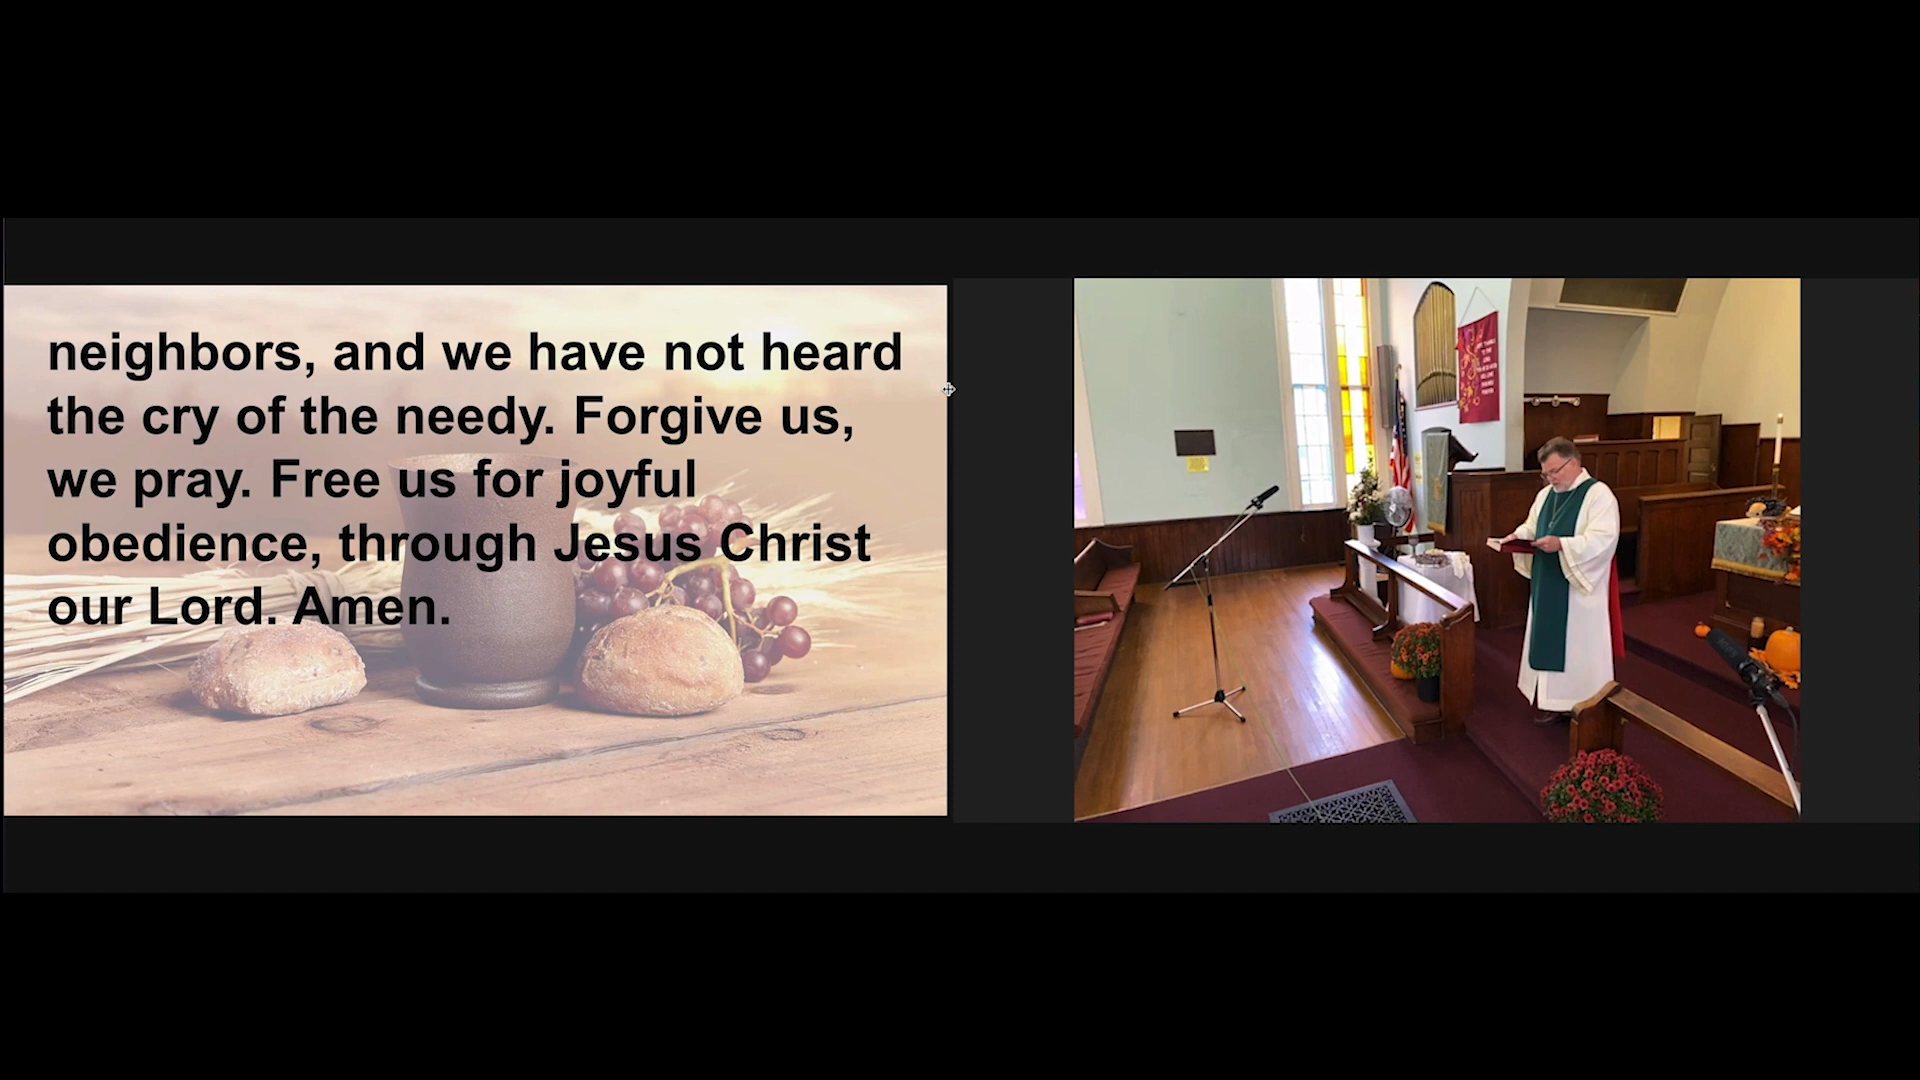 neighbors, and we have not heard
the cry of the needy. Forgive us,
we pray. Free us for joyful
obedience, through Jesus Christ
our Lord. Amen.